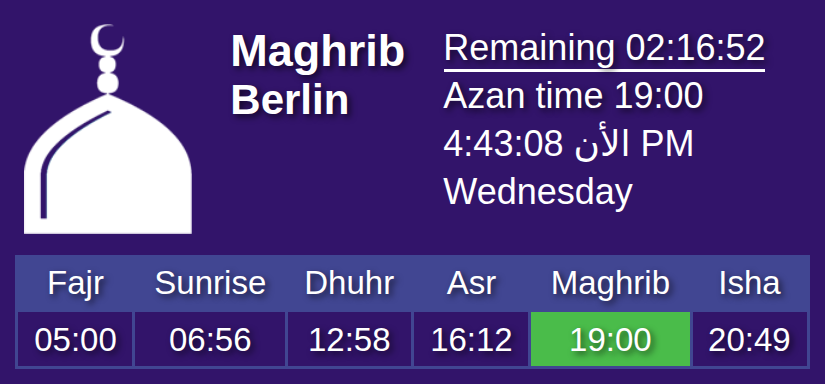 Maghrib
Berlin
Remaining 02:16:52
Azan time 19:00
4:43:08 الأن PM
Wednesday
Fajr Sunrise Dhuhr Asr Maghrib Isha
05:00 06:56 12:58 16:12 19:00 20:49